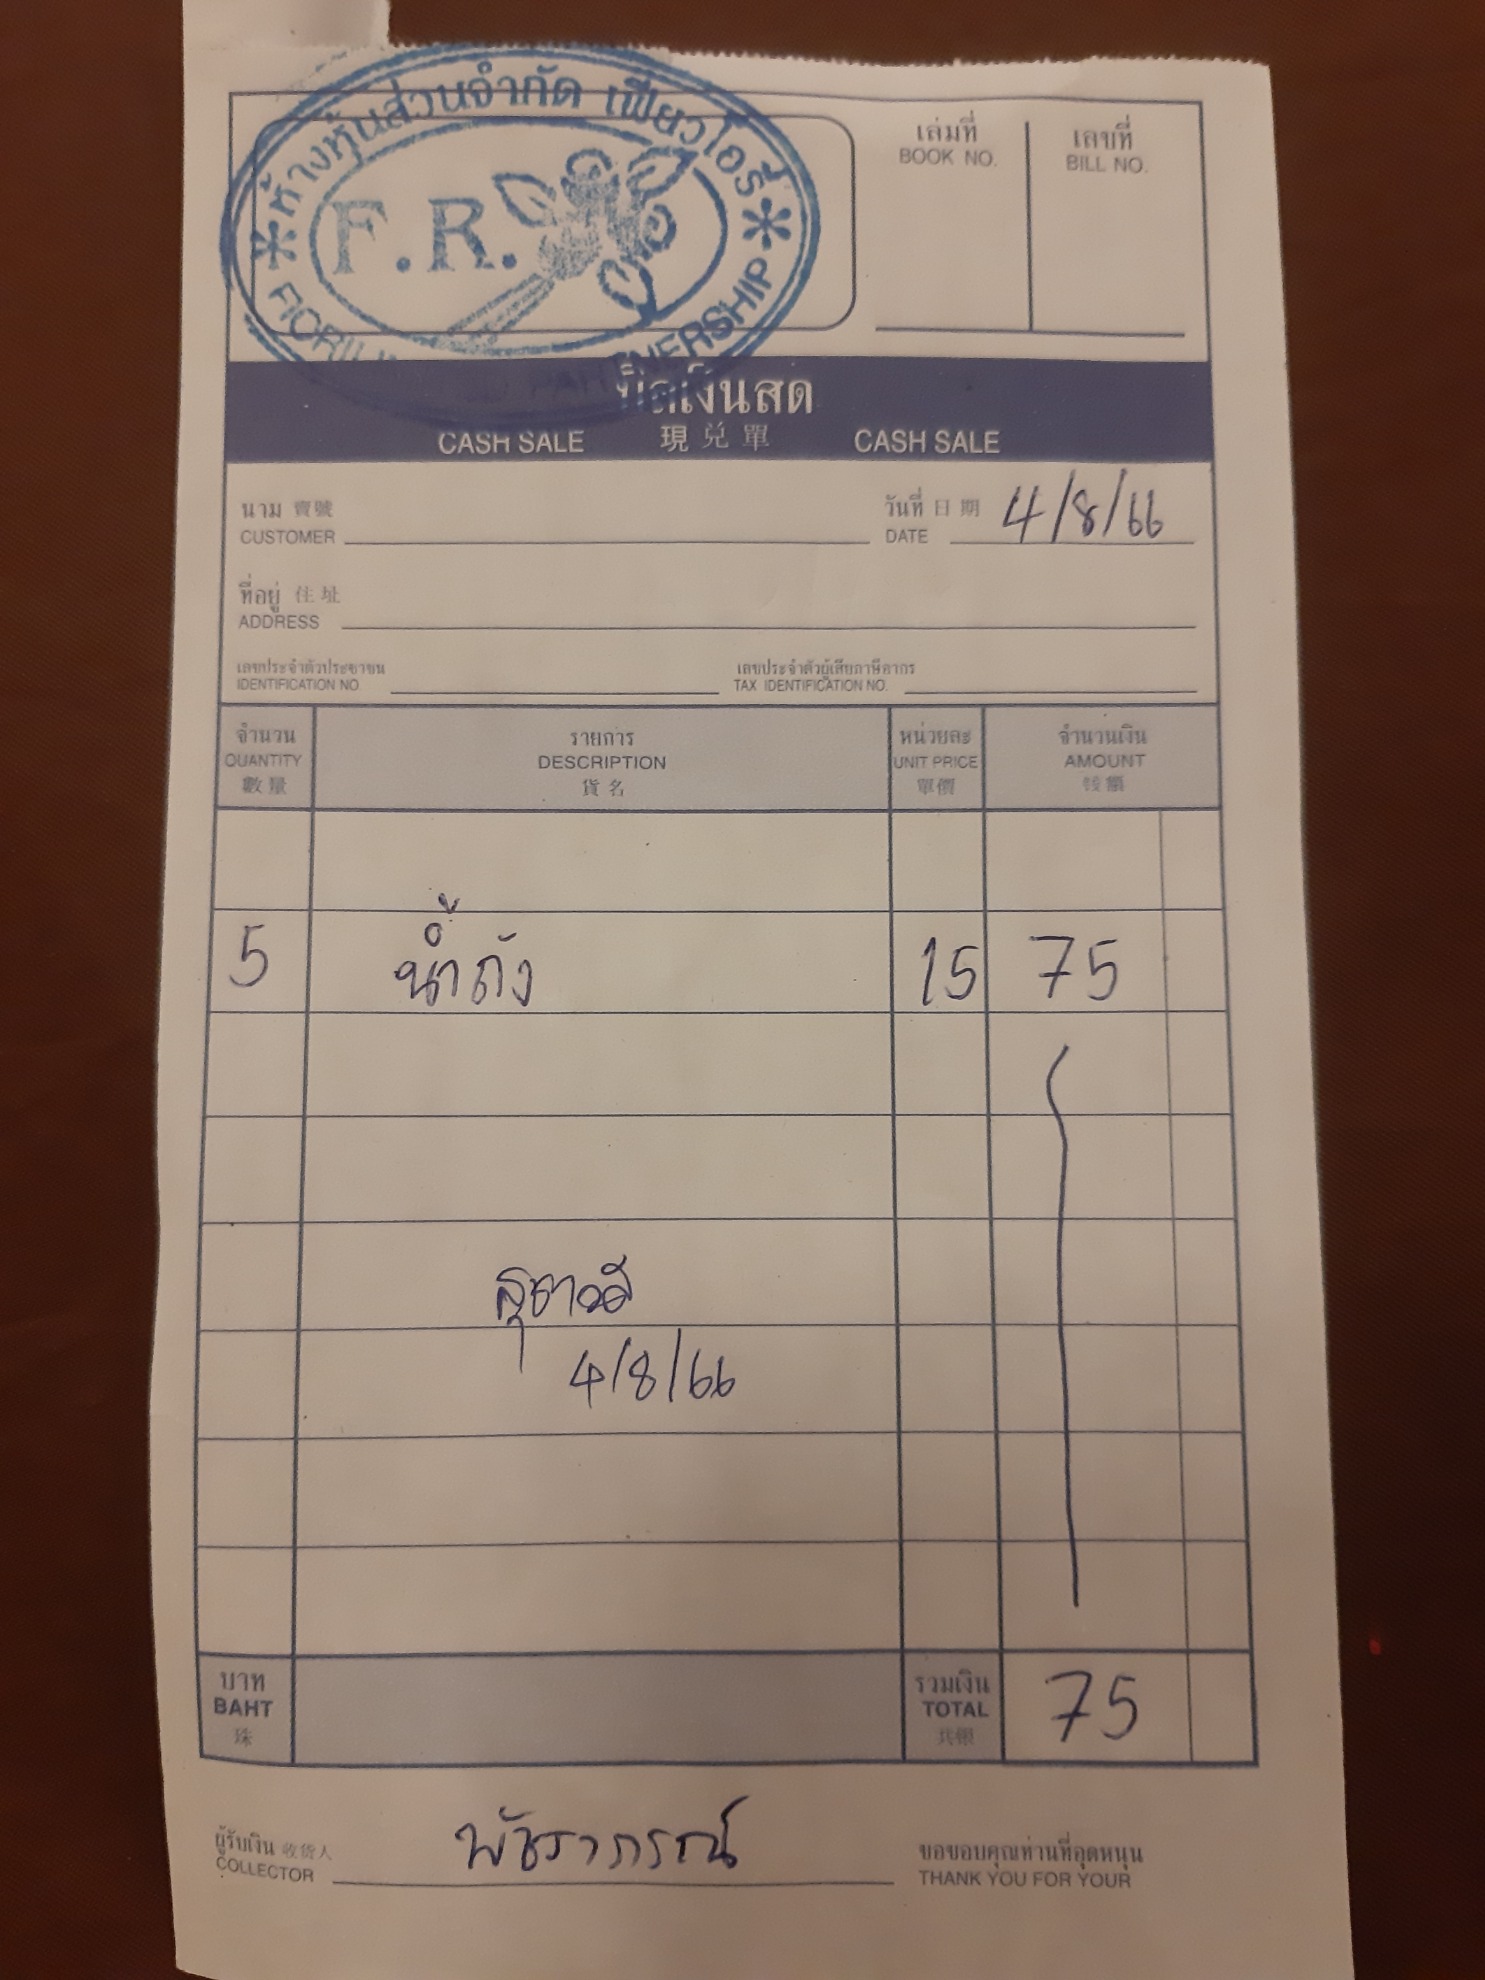 ห้างหุ้นส่วนจำกัด เฟียวโอรี่
F.R.
PARTNERSHIP
เล่มที่
BOOK NO.
เลขที่
BILL NO.
บิลเงินสด
CASH SALE 現兌單 CASH SALE
นาม 寶號
CUSTOMER
วันที่ 日期 4/8/66
DATE
ที่อยู่ 住址
ADDRESS
เลขประจำตัวประชาชน
IDENTIFICATION NO.
เลขประจำตัวผู้เสียภาษีอากร
TAX IDENTIFICATION NO.
จำนวน
QUANTITY
數量
รายการ
DESCRIPTION
貨名
หน่วยละ
UNIT PRICE
單價
จำนวนเงิน
AMOUNT
錢額
5 น้ำถัง 15 75
4/8/66
บาท
BAHT
銖
รวมเงิน
TOTAL
共銀
75
ผู้รับเงิน 收货人
COLLECTOR
พัชราภรณ์
ขอขอบคุณท่านที่อุดหนุน
THANK YOU FOR YOUR